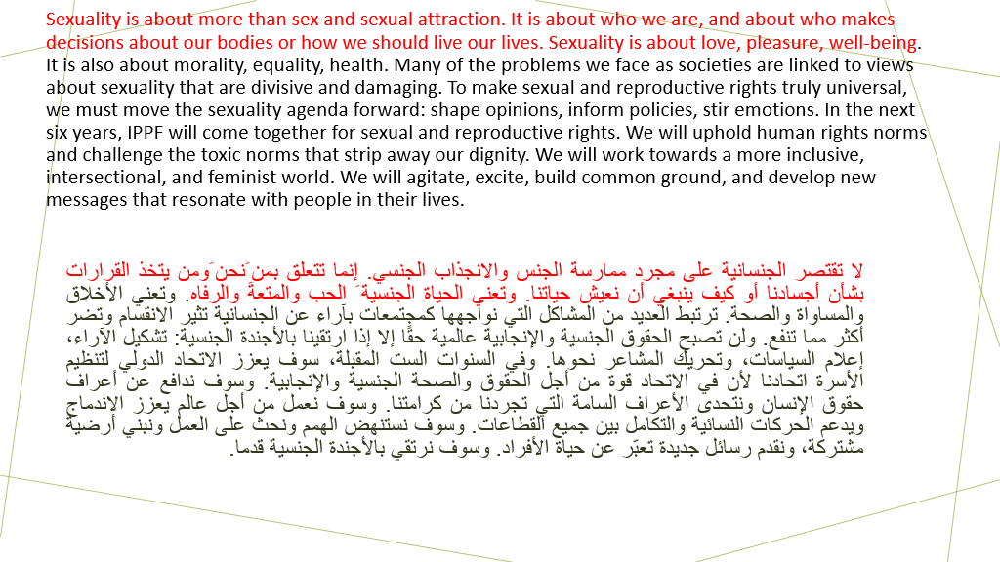 Sexuality is about more than sex and sexual attraction. It is about who we are, and about who makes
decisions about our bodies or how we should live our lives. Sexuality is about love, pleasure, well-being.
It is also about morality, equality, health. Many of the problems we face as societies are linked to views
about sexuality that are divisive and damaging. To make sexual and reproductive rights truly universal,
we must move the sexuality agenda forward: shape opinions, inform policies, stir emotions. In the next
six years, IPPF will come together for sexual and reproductive rights. We will uphold human rights norms
and challenge the toxic norms that strip away our dignity. We will work towards a more inclusive,
intersectional, and feminist world. We will agitate, excite, build common ground, and develop new
messages that resonate with people in their lives.
لا تقتصر الجنسانية على مجرد ممارسة الجنس والانجذاب الجنسي. إنما تتعلق بمن َنحن َومن يتخذ القرارات
بشأن أجسادنا أو كيف ينبغي أن نعيش حياتنا. وتعني الحياة الجنسية َ الحب والمتعةَ والرفاه. وتعني الأخلاق
والمساواة والصحة. ترتبط العديد من المشاكل التي نواجهها كمجتمعات بآراء عن الجنسانية تثير الانقسام وتضر
أكثر مما تنفع. ولن تصبح الحقوق الجنسية والإنجابية عالمية حقًا إلا إذا ارتقينا بالأجندة الجنسية: تشكيل الآراء،
إعلام السياسات، وتحريك المشاعر نحوها. وفي السنوات الست المقبلة، سوف يعزز الاتحاد الدولي لتنظيم
الأسرة اتحادنا لأن في الاتحاد قوة من أجل الحقوق والصحة الجنسية والإنجابية. وسوف ندافع عن أعراف
حقوق الإنسان ونتحدى الأعراف السامة التي تجردنا من كرامتنا. وسوف نعمل من أجل عالم يعزز الاندماج
ويدعم الحركات النسائية والتكامل بين جميع القطاعات. وسوف نستنهض الهمم ونحث على العمل ونبني أرضية
مشتركة، ونقدم رسائل جديدة تعبّر عن حياة الأفراد. وسوف نرتقي بالأجندة الجنسية قدما.